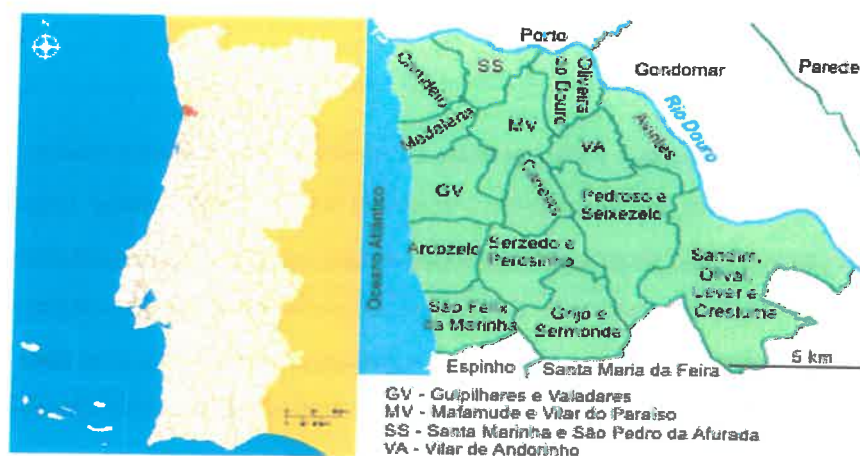 N
Porto
Gondomar
Parede
Rio Douro
Canidelo
SS
Oliveira
do Douro
Madalena
MV
VA
Avintes
GV
Canelas
Pedroso e
Seixezelo
Oceano Atlântico
Arcozelo
Serzedo e
Perosinho
Sandim,
Olival,
Lever e
Crestuma
São Félix
da Marinha
Grijó e
Sermonde
5 km
Espinho
Santa Maria da Feira
GV - Gulpilhares e Valadares
MV - Mafamude e Vilar do Paraíso
SS - Santa Marinha e São Pedro da Afurada
VA - Vilar de Andorinho